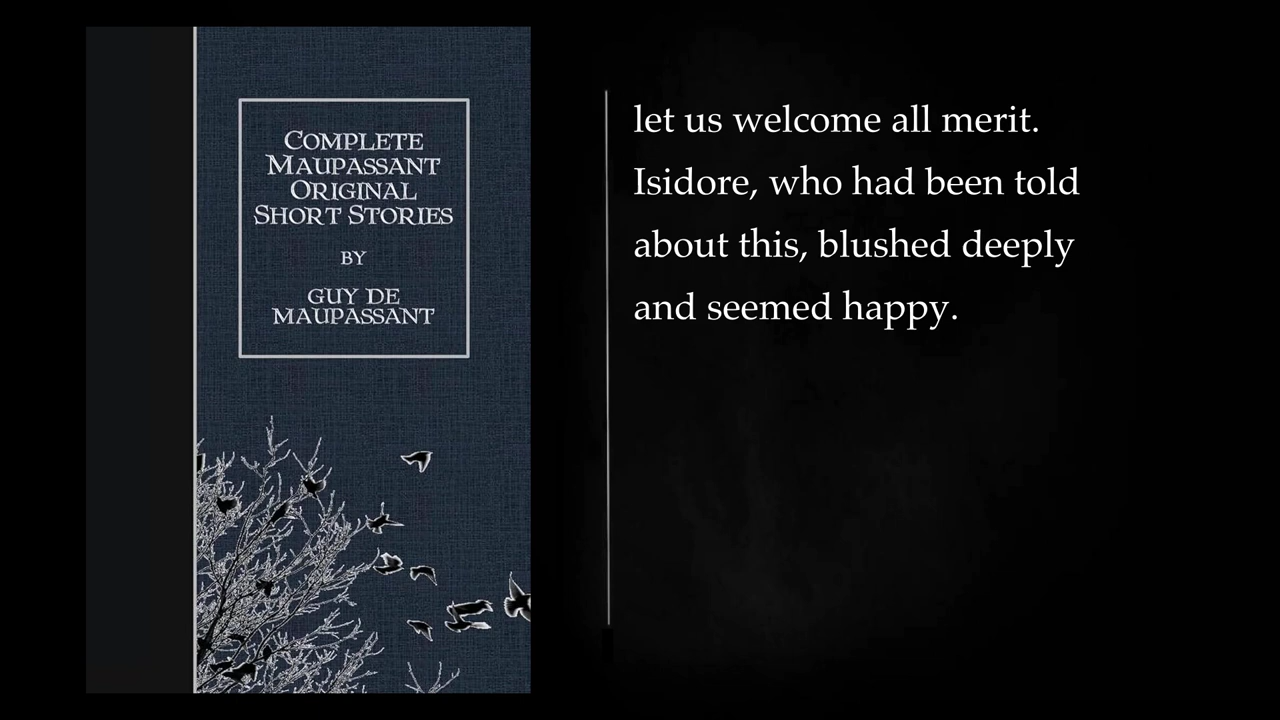 COMPLETE
MAUPASSANT
ORIGINAL
SHORT STORIES
BY
GUY DE
MAUPASSANT
let us welcome all merit.
Isidore, who had been told
about this, blushed deeply
and seemed happy.